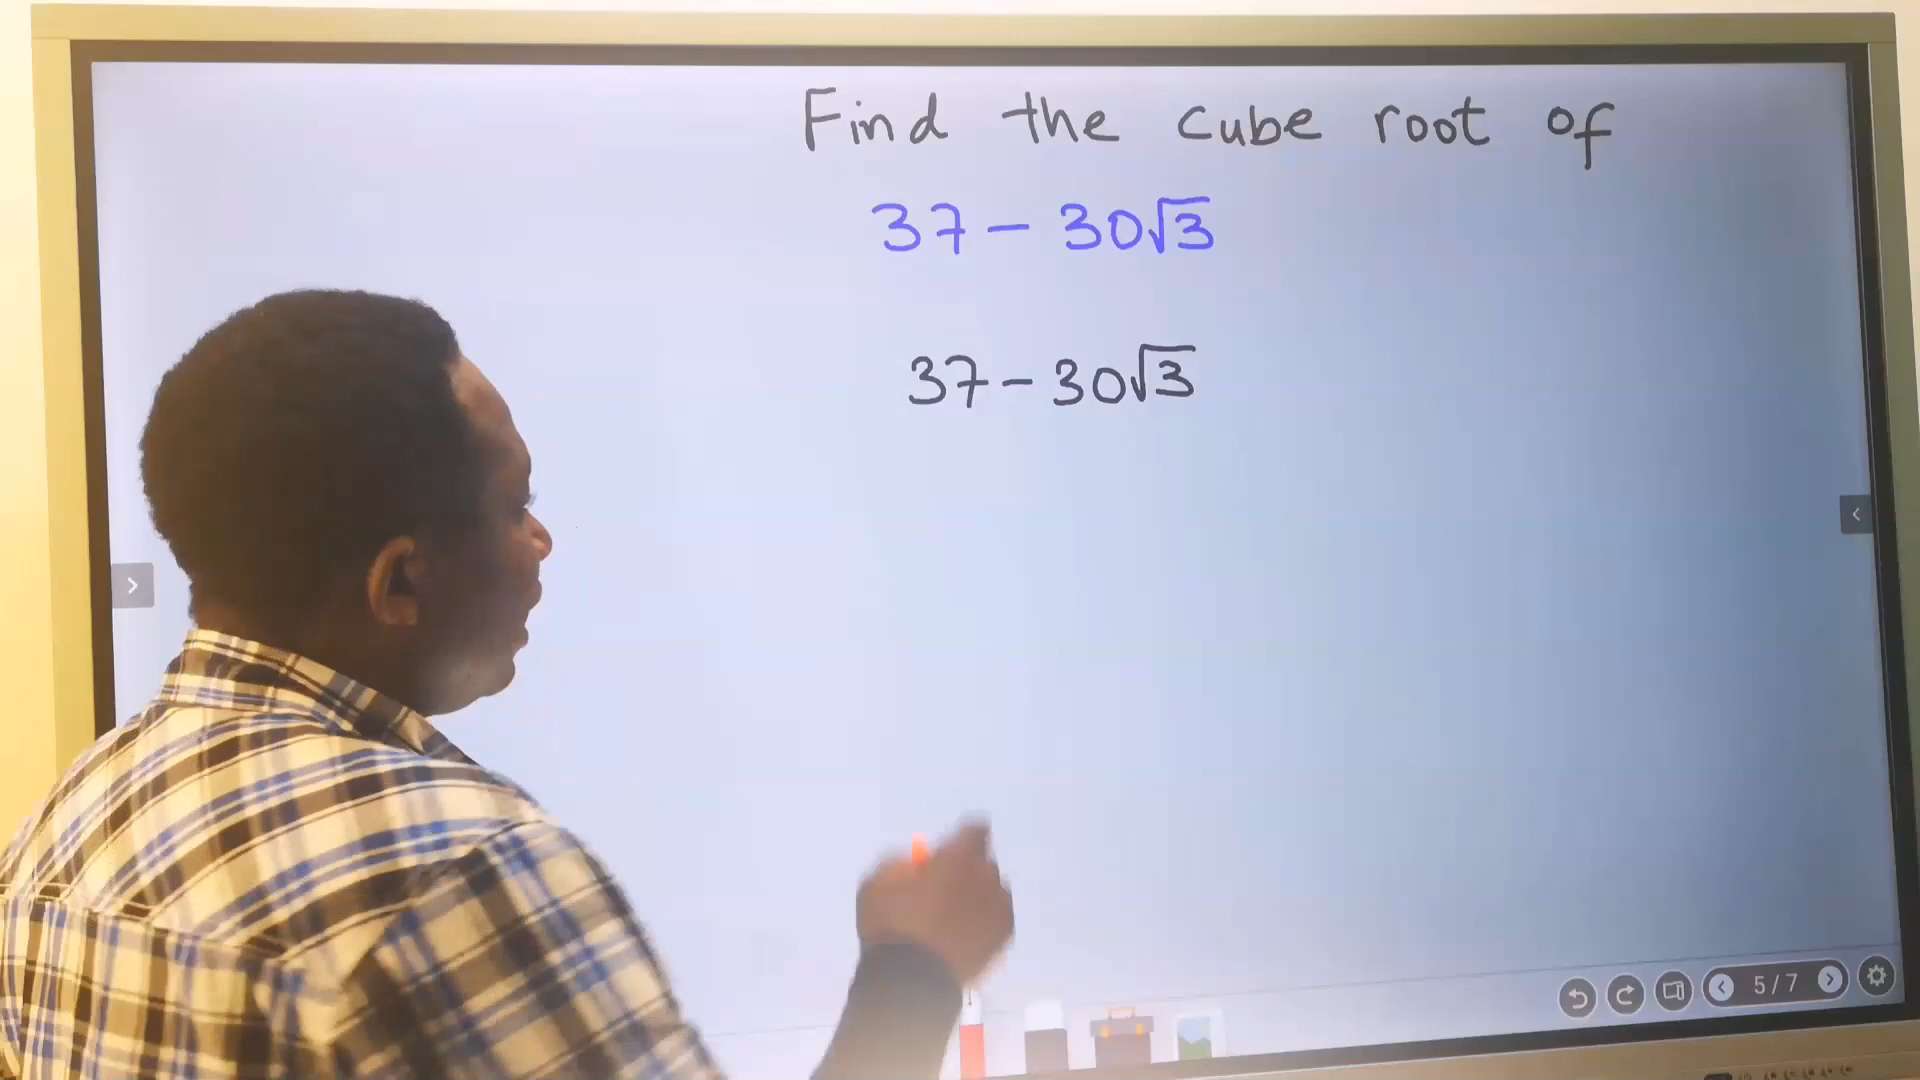 Find the cube root of
37 - 30√3
37 - 30√3
5/7